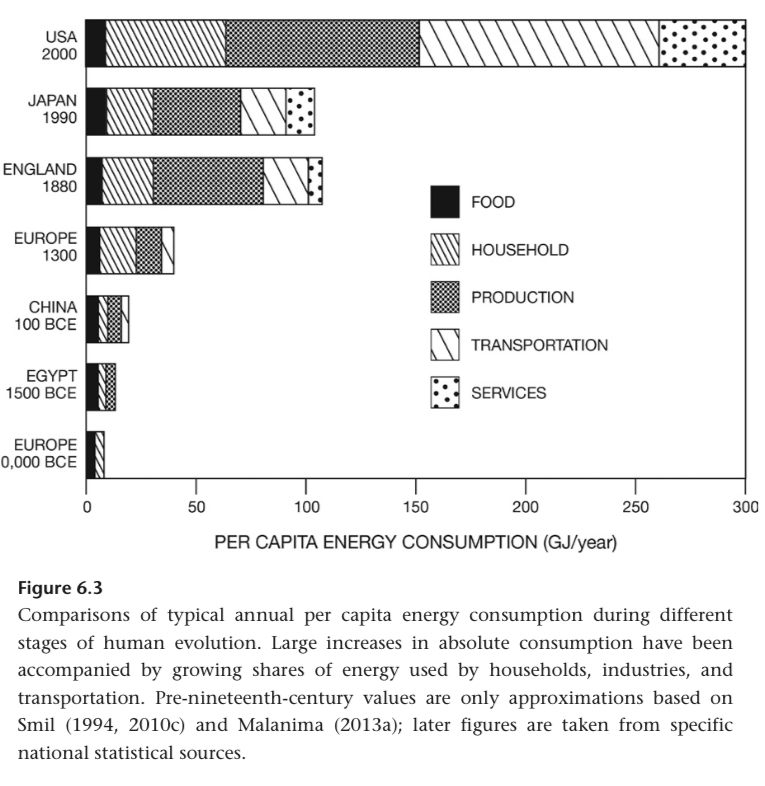 USA
2000
JAPAN
1990
ENGLAND
1880
EUROPE
1300
CHINA
100 BCE
EGYPT
1500 BCE
EUROPE
0,000 BCE
FOOD
HOUSEHOLD
PRODUCTION
TRANSPORTATION
SERVICES
0 50 100 150 200 250 300
PER CAPITA ENERGY CONSUMPTION (GJ/year)
Figure 6.3
Comparisons of typical annual per capita energy consumption during different
stages of human evolution. Large increases in absolute consumption have been
accompanied by growing shares of energy used by households, industries, and
transportation. Pre-nineteenth-century values are only approximations based on
Smil (1994, 2010c) and Malanima (2013a); later figures are taken from specific
national statistical sources.